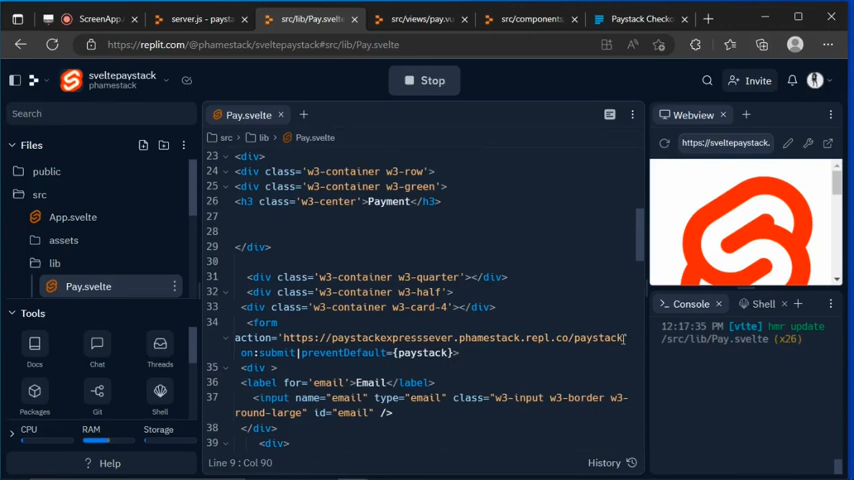 ScreenApp.
server.js - paysta
src/lib/Pay.svelte
src/views/pay.vu
src/components
Paystack Checko
https://replit.com/@phamestack/sveltepaystack#src/lib/Pay.svelte
sveltepaystack
phamestack
Stop
Invite
Search
Files
public
src
App.svelte
assets
lib
Pay.svelte
Tools
Docs
Chat
Threads
Packages
Git
Shell
CPU
RAM
Storage
? Help
Pay.svelte
src > lib > Pay.svelte
23 <div>
24 <div class='w3-container w3-row'>
25 <div class='w3-container w3-green'>
26 <h3 class='w3-center'>Payment</h3>
27
28
29 </div>
30
31 <div class='w3-container w3-quarter'></div>
32 <div class='w3-container w3-half'>
33 <div class='w3-container w3-card-4'></div>
34 <form
action='https://paystackexpresssever.phamestack.repl.co/paystack'
on:submit|preventDefault={paystack}>
35 <div >
36 <label for='email'>Email</label>
37 <input name="email" type="email" class="w3-input w3-border w3-
round-large" id="email" />
38 </div>
39 <div>
Line 9 : Col 90
History
Webview
https://sveltepaystack.
Console
Shell
12:17:35 PM [vite] hmr update
/src/lib/Pay.svelte (x26)